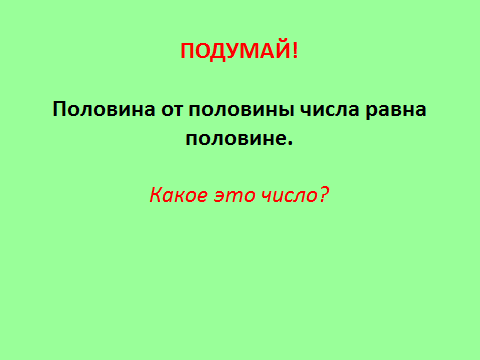 ПОДУМАЙ!
Половина от половины числа равна
половине.
Какое это число?